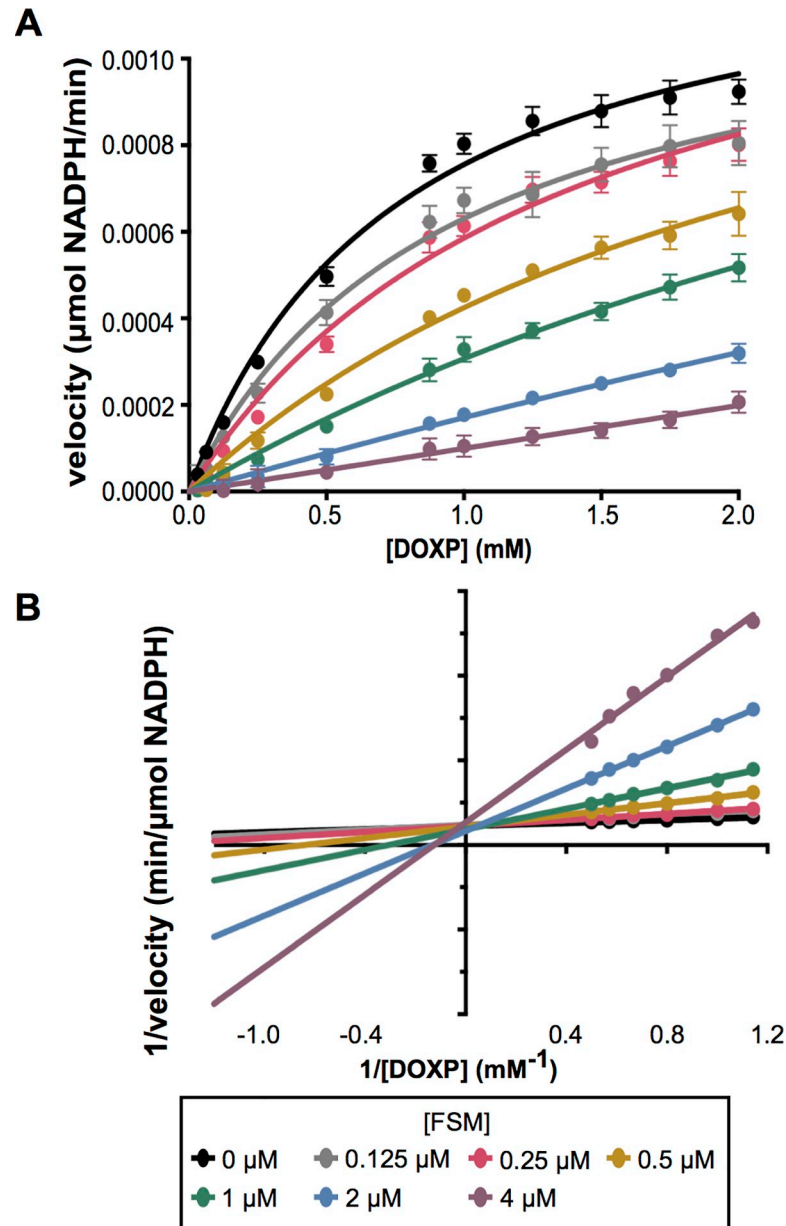 A
velocity (µmol NADPH/min)
0.0010
0.0008
0.0006
0.0004
0.0002
0.0000
0.0 0.5 1.0 1.5 2.0
[DOXP] (mM)
B
1/velocity (min/µmol NADPH)
-1.0 -0.4 0.4 1.2
1/[DOXP] (mM-1)
[FSM]
0 µM 0.125 µM 0.25 µM 0.5 µM
1 µM 2 µM 4 µM